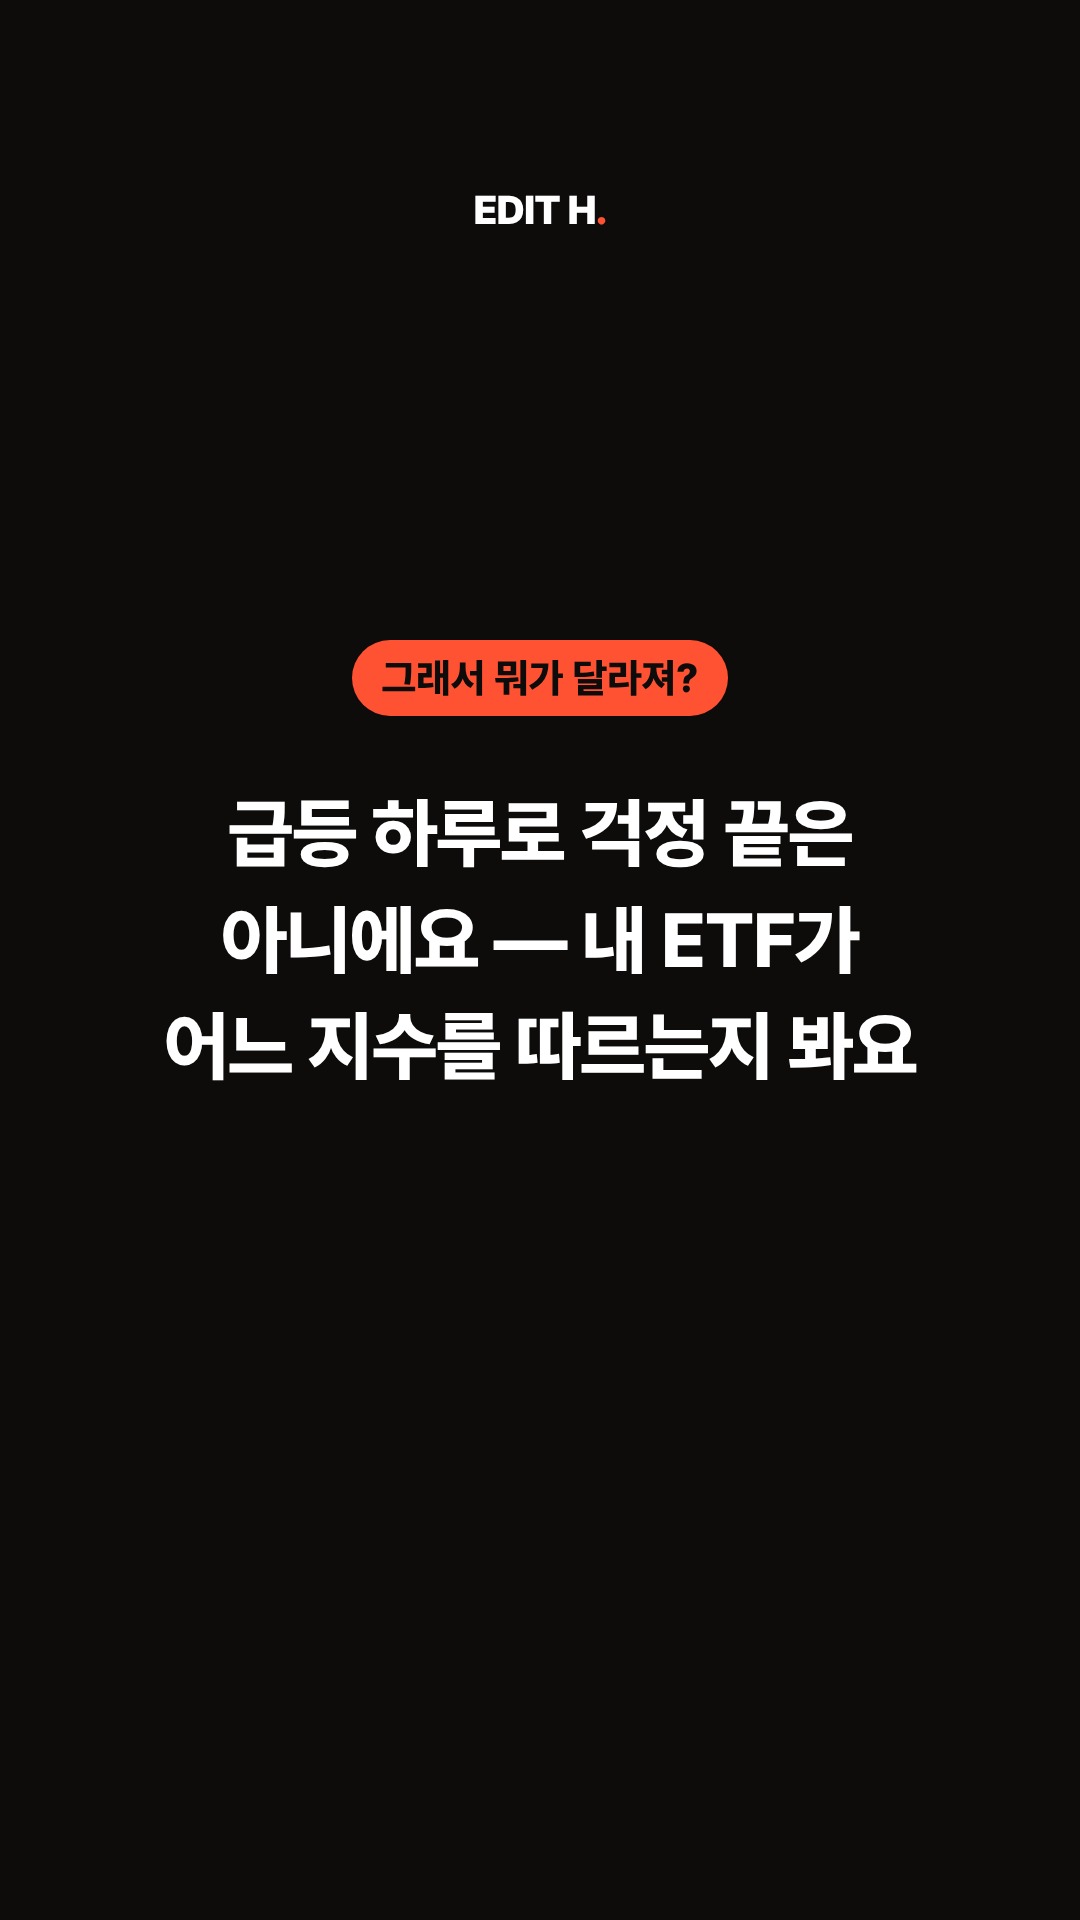 EDIT H.
그래서 뭐가 달라져?
급등 하루로 걱정 끝은
아니에요 — 내 ETF가
어느 지수를 따르는지 봐요